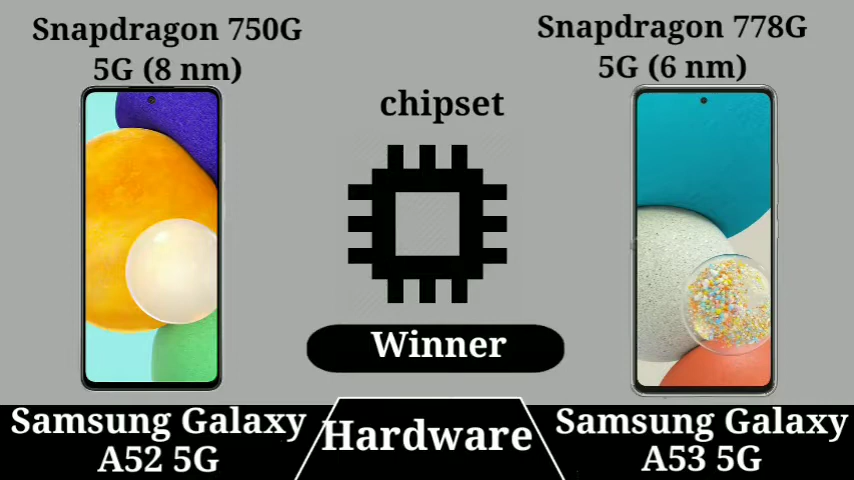 Snapdragon 750G
5G (8 nm)
Snapdragon 778G
5G (6 nm)
chipset
Winner
Samsung Galaxy
A52 5G
Hardware
Samsung Galaxy
A53 5G